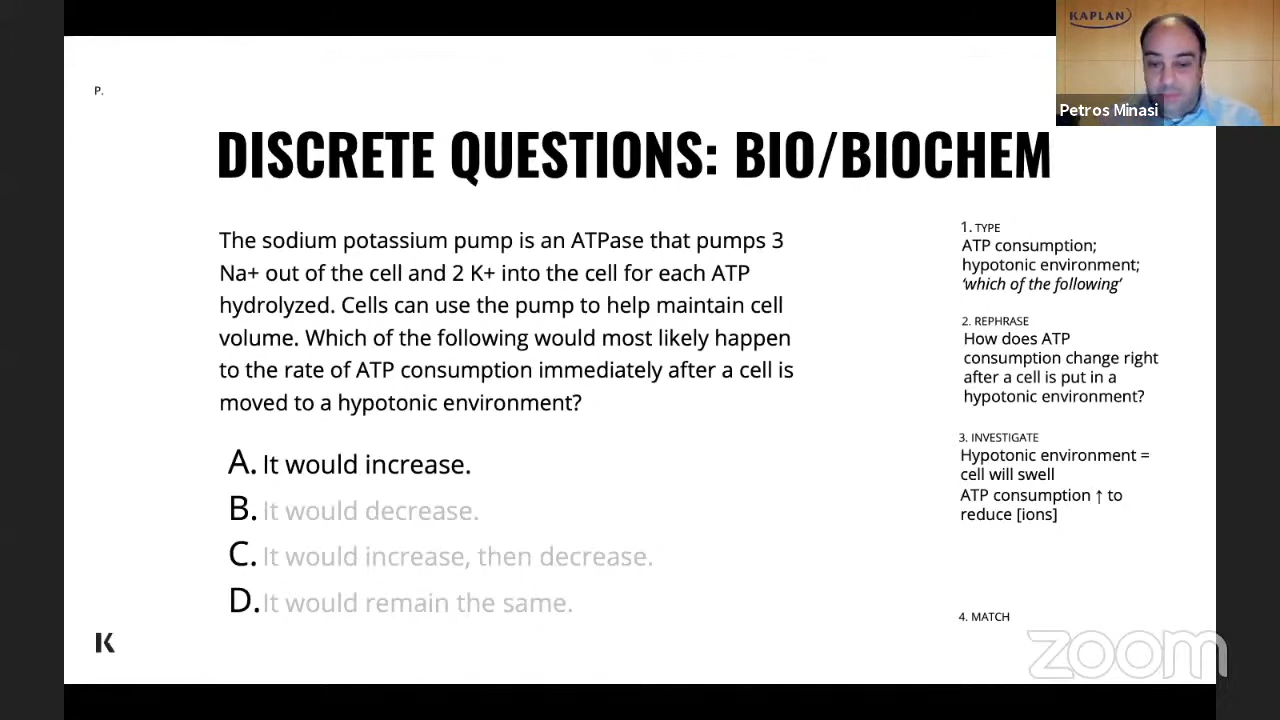 KAPLAN
Petros Minasi
P.
DISCRETE QUESTIONS: BIO/BIOCHEM
The sodium potassium pump is an ATPase that pumps 3
Na+ out of the cell and 2 K+ into the cell for each ATP
hydrolyzed. Cells can use the pump to help maintain cell
volume. Which of the following would most likely happen
to the rate of ATP consumption immediately after a cell is
moved to a hypotonic environment?
A. It would increase.
B. It would decrease.
C. It would increase, then decrease.
D. It would remain the same.
1. TYPE
ATP consumption;
hypotonic environment;
‘which of the following’
2. REPHRASE
How does ATP
consumption change right
after a cell is put in a
hypotonic environment?
3. INVESTIGATE
Hypotonic environment =
cell will swell
ATP consumption ↑ to
reduce [ions]
4. MATCH
K
zoom